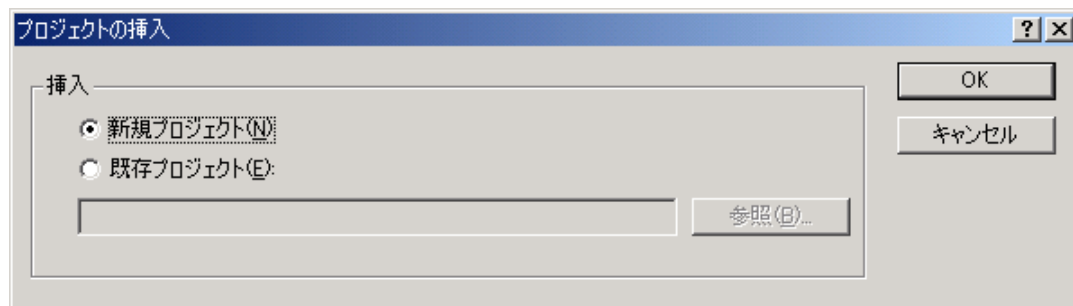 プロジェクトの挿入
挿入
新規プロジェクト(N)
既存プロジェクト(E):
参照(B)...
OK
キャンセル